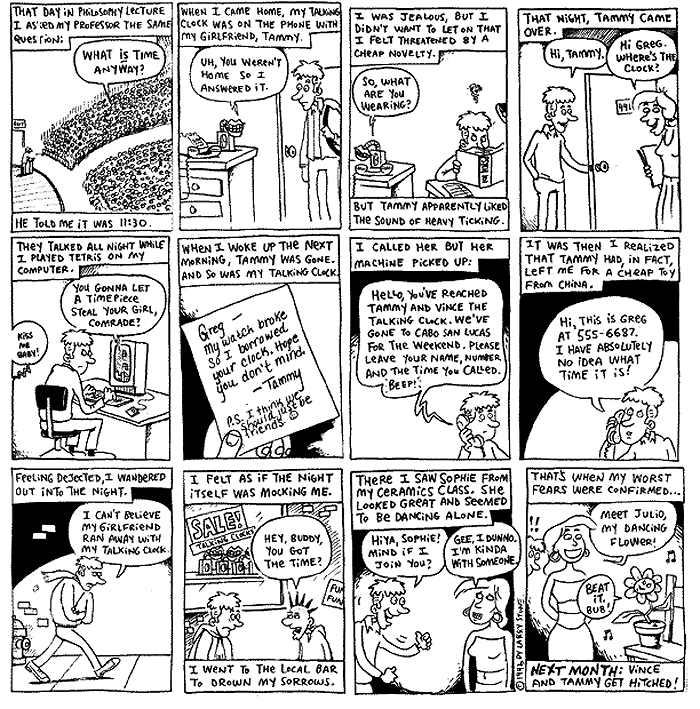 THAT DAY IN PHILOSOPHY LECTURE
I ASKED MY PROFESSOR THE SAME
QUESTION:
WHAT IS TIME
ANYWAY?
HE TOLD ME IT WAS 11:30.
WHEN I CAME HOME, MY TALKING
CLOCK WAS ON THE PHONE WITH
MY GIRLFRIEND, TAMMY.
UH, YOU WEREN'T
HOME SO I
ANSWERED IT.
I WAS JEALOUS, BUT I
DIDN'T WANT TO LET ON THAT
I FELT THREATENED BY A
CHEAP NOVELTY.
SO, WHAT
ARE YOU
WEARING?
BUT TAMMY APPARENTLY LIKED
THE SOUND OF HEAVY TICKING.
THAT NIGHT, TAMMY CAME
OVER.
HI, TAMMY.
HI GREG.
WHERE'S THE
CLOCK?
THEY TALKED ALL NIGHT WHILE
I PLAYED TETRIS ON MY
COMPUTER.
YOU GONNA LET
A TIMEPIECE
STEAL YOUR GIRL,
COMRADE?
KISS
ME
BABY!
WHEN I WOKE UP THE NEXT
MORNING, TAMMY WAS GONE.
AND SO WAS MY TALKING CLOCK.
Greg —
My watch broke
so I borrowed
your clock. Hope
you don't mind.
— Tammy
P.S. I think we
should just be
friends ☺
I CALLED HER BUT HER
MACHINE PICKED UP:
HELLO, YOU'VE REACHED
TAMMY AND VINCE THE
TALKING CLOCK. WE'VE
GONE TO CABO SAN LUCAS
FOR THE WEEKEND. PLEASE
LEAVE YOUR NAME, NUMBER
AND THE TIME YOU CALLED.
BEEP!
IT WAS THEN I REALIZED
THAT TAMMY HAD, IN FACT,
LEFT ME FOR A CHEAP TOY
FROM CHINA.
HI, THIS IS GREG
AT 555-6687.
I HAVE ABSOLUTELY
NO IDEA WHAT
TIME IT IS!
FEELING DEJECTED, I WANDERED
OUT INTO THE NIGHT.
I CAN'T BELIEVE
MY GIRLFRIEND
RAN AWAY WITH
MY TALKING CLOCK.
I FELT AS IF THE NIGHT
ITSELF WAS MOCKING ME.
SALE!
TALKING CLOCKS
HEY, BUDDY,
YOU GOT
THE TIME?
FUN
FUN
I WENT TO THE LOCAL BAR
TO DROWN MY SORROWS.
THERE I SAW SOPHIE FROM
MY CERAMICS CLASS. SHE
LOOKED GREAT AND SEEMED
TO BE DANCING ALONE.
HIYA, SOPHIE!
MIND IF I
JOIN YOU?
GEE, I DUNNO.
I'M KINDA
WITH SOMEONE.
THAT'S WHEN MY WORST
FEARS WERE CONFIRMED...
!!
MEET JULIO,
MY DANCING
FLOWER!
BEAT
IT,
BUB!
NEXT MONTH: VINCE
AND TAMMY GET HITCHED!